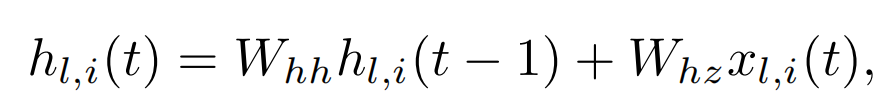 h_{l,i}(t) = W_{hh}h_{l,i}(t − 1) + W_{hz}x_{l,i}(t),